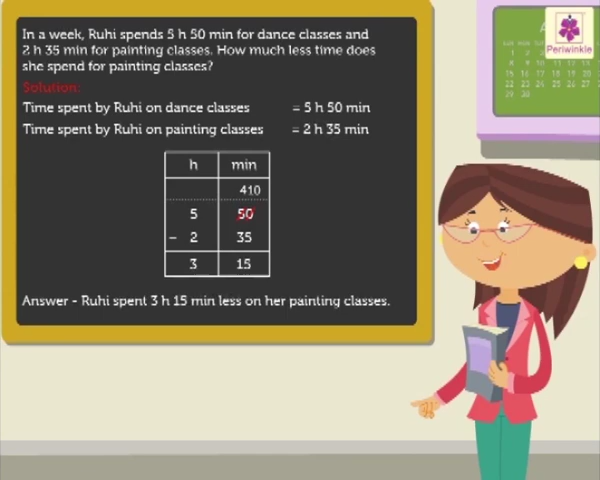 In a week, Ruhi spends 5 h 50 min for dance classes and
2 h 35 min for painting classes. How much less time does
she spend for painting classes?
Solution:
Time spent by Ruhi on dance classes = 5 h 50 min
Time spent by Ruhi on painting classes = 2 h 35 min
h min
410
5 50
− 2 35
3 15
Answer - Ruhi spent 3 h 15 min less on her painting classes.
Periwinkle